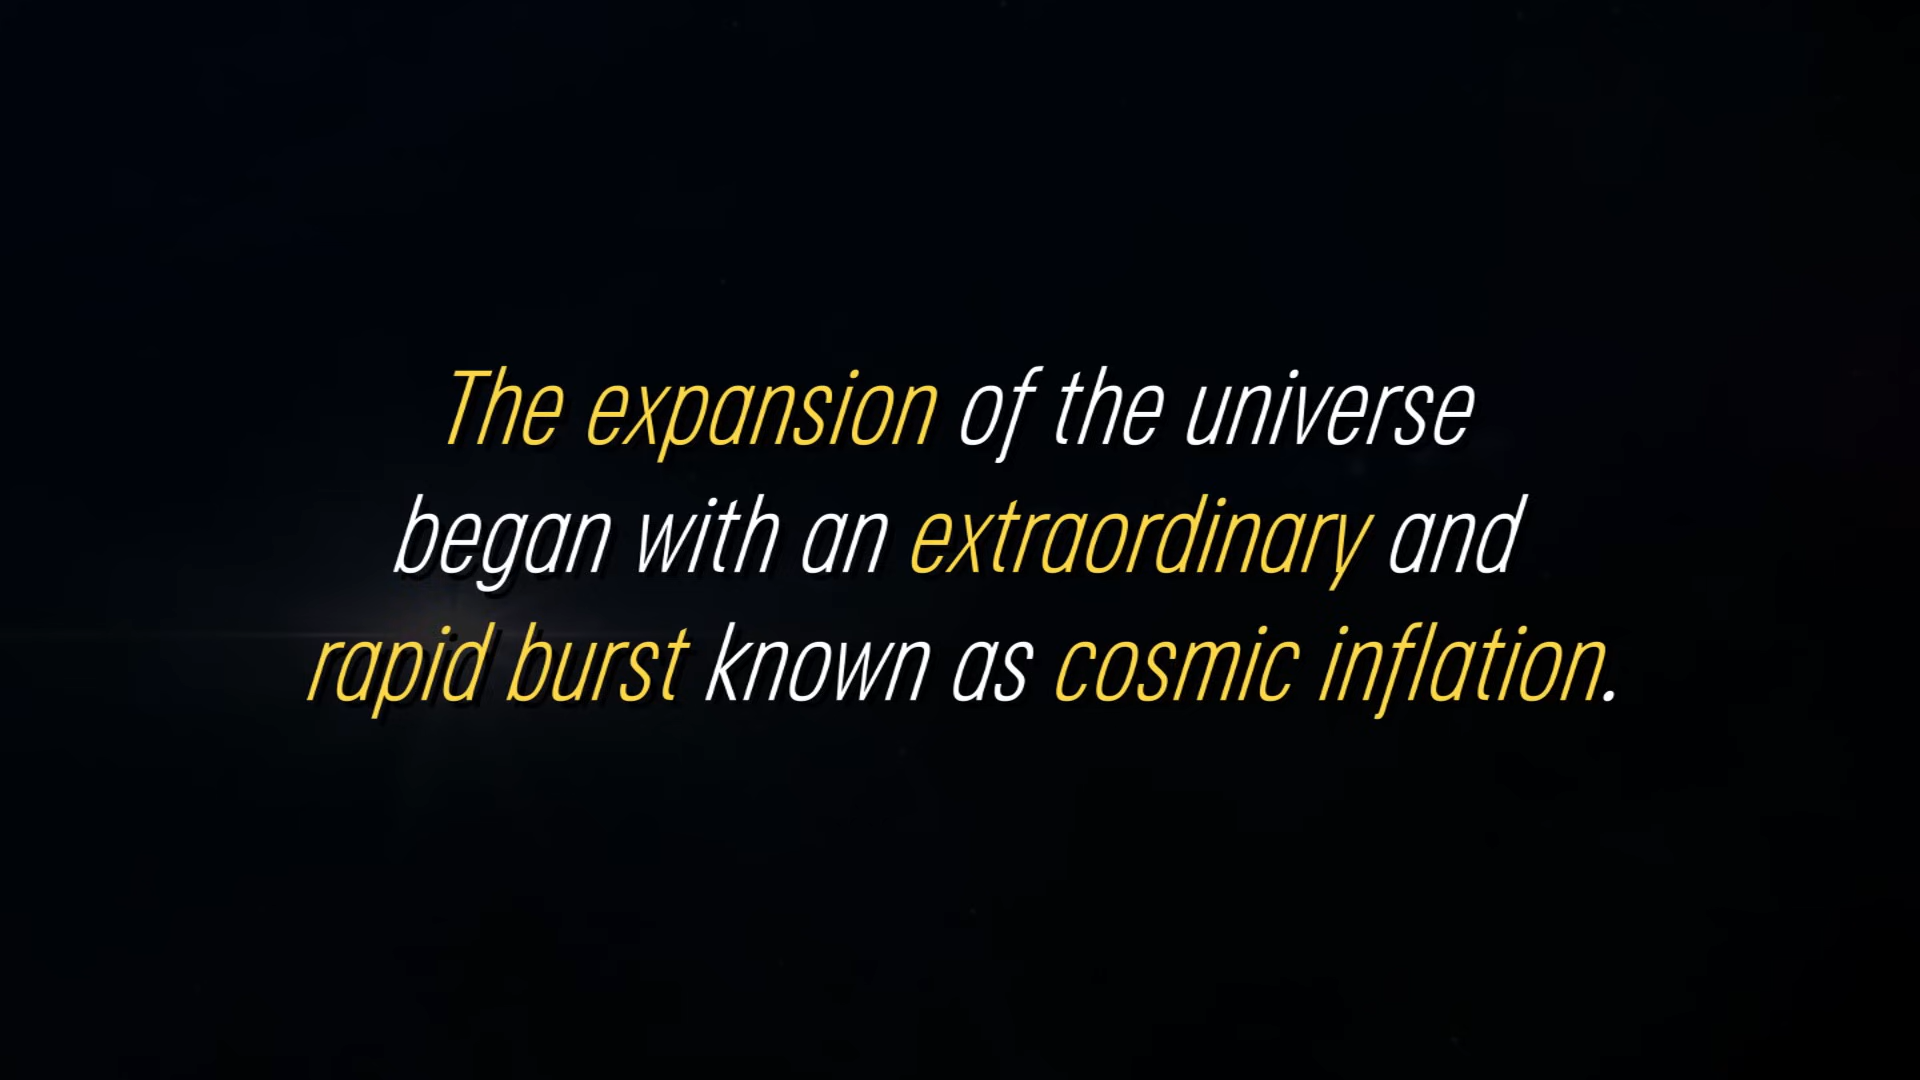 The expansion of the universe
began with an extraordinary and
rapid burst known as cosmic inflation.